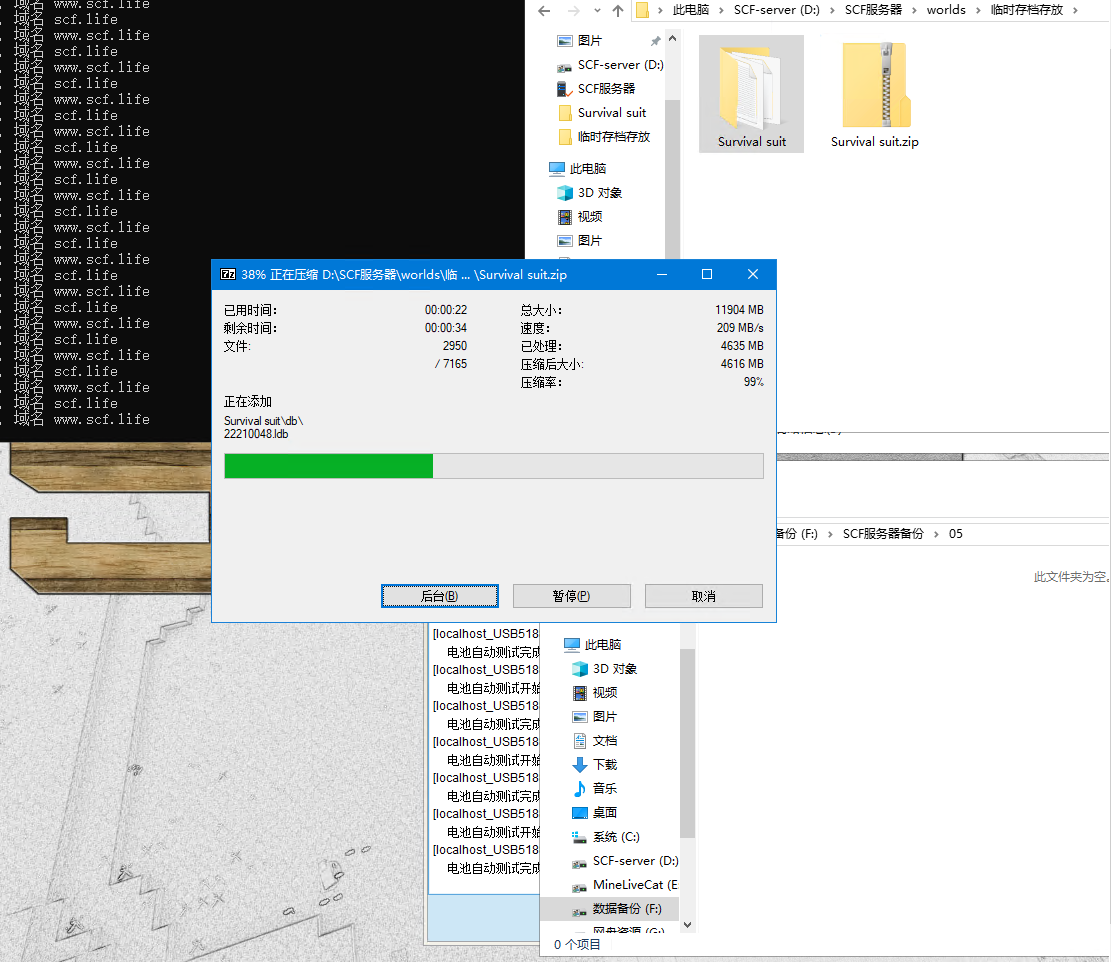 域名 www.scf.life
域名 scf.life
域名 www.scf.life
域名 scf.life
域名 www.scf.life
域名 scf.life
域名 www.scf.life
域名 scf.life
域名 www.scf.life
域名 scf.life
域名 www.scf.life
域名 scf.life
域名 www.scf.life
域名 scf.life
域名 www.scf.life
域名 scf.life
域名 www.scf.life
域名 scf.life
域名 www.scf.life
域名 scf.life
域名 www.scf.life
域名 scf.life
域名 www.scf.life
域名 scf.life
域名 www.scf.life
域名 scf.life
域名 www.scf.life
此电脑 › SCF-server (D:) › SCF服务器 › worlds › 临时存档存放 ›
图片
SCF-server (D:)
SCF服务器
Survival suit
临时存档存放
此电脑
3D 对象
视频
图片
Survival suit
Survival suit.zip
38% 正在压缩 D:\SCF服务器\worlds\临 ... \Survival suit.zip
已用时间: 00:00:22
剩余时间: 00:00:34
文件: 2950
/ 7165
总大小: 11904 MB
速度: 209 MB/s
已处理: 4635 MB
压缩后大小: 4616 MB
压缩率: 99%
正在添加
Survival suit\db\
22210048.ldb
后台(B)
暂停(P)
取消
备份 (F:) › SCF服务器备份 › 05
此文件夹为空。
[localhost_USB518
电池自动测试完成
[localhost_USB518
电池自动测试开始
[localhost_USB518
电池自动测试完成
[localhost_USB518
电池自动测试开始
[localhost_USB518
电池自动测试完成
[localhost_USB518
电池自动测试开始
[localhost_USB518
电池自动测试完成
此电脑
3D 对象
视频
图片
文档
下载
音乐
桌面
系统 (C:)
SCF-server (D:)
MineLiveCat (E
数据备份 (F:)
网盘资源 (G:)
0 个项目